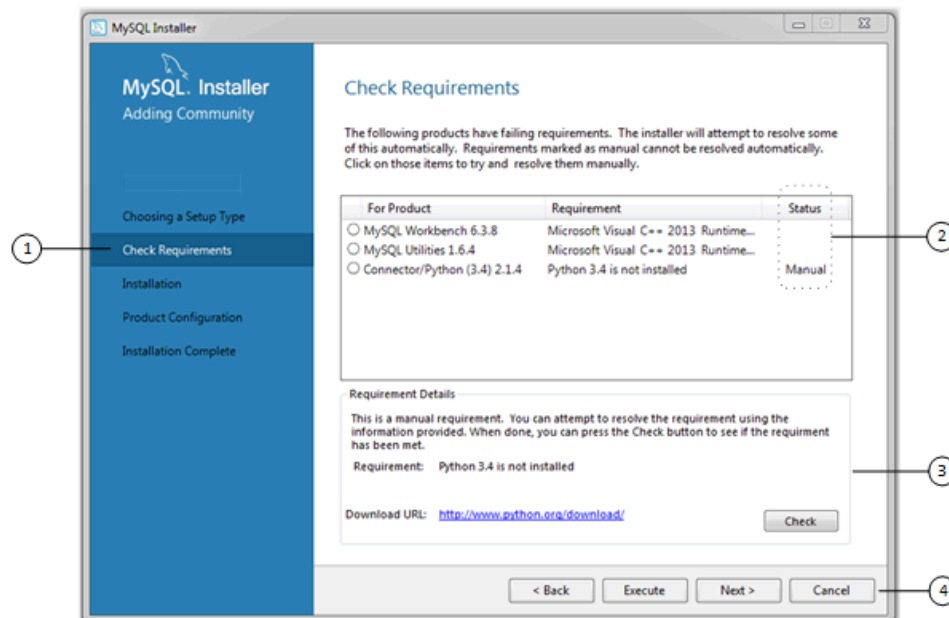 MySQL Installer
MySQL. Installer
Adding Community
Choosing a Setup Type
Check Requirements
Installation
Product Configuration
Installation Complete
Check Requirements
The following products have failing requirements. The installer will attempt to resolve some
of this automatically. Requirements marked as manual cannot be resolved automatically.
Click on those items to try and resolve them manually.
For Product Requirement Status
MySQL Workbench 6.3.8 Microsoft Visual C++ 2013 Runtime...
MySQL Utilities 1.6.4 Microsoft Visual C++ 2013 Runtime...
Connector/Python (3.4) 2.1.4 Python 3.4 is not installed Manual
Requirement Details
This is a manual requirement. You can attempt to resolve the requirement using the
information provided. When done, you can press the Check button to see if the requirment
has been met.
Requirement: Python 3.4 is not installed
Download URL: http://www.python.org/download/
Check
< Back Execute Next > Cancel
1
2
3
4